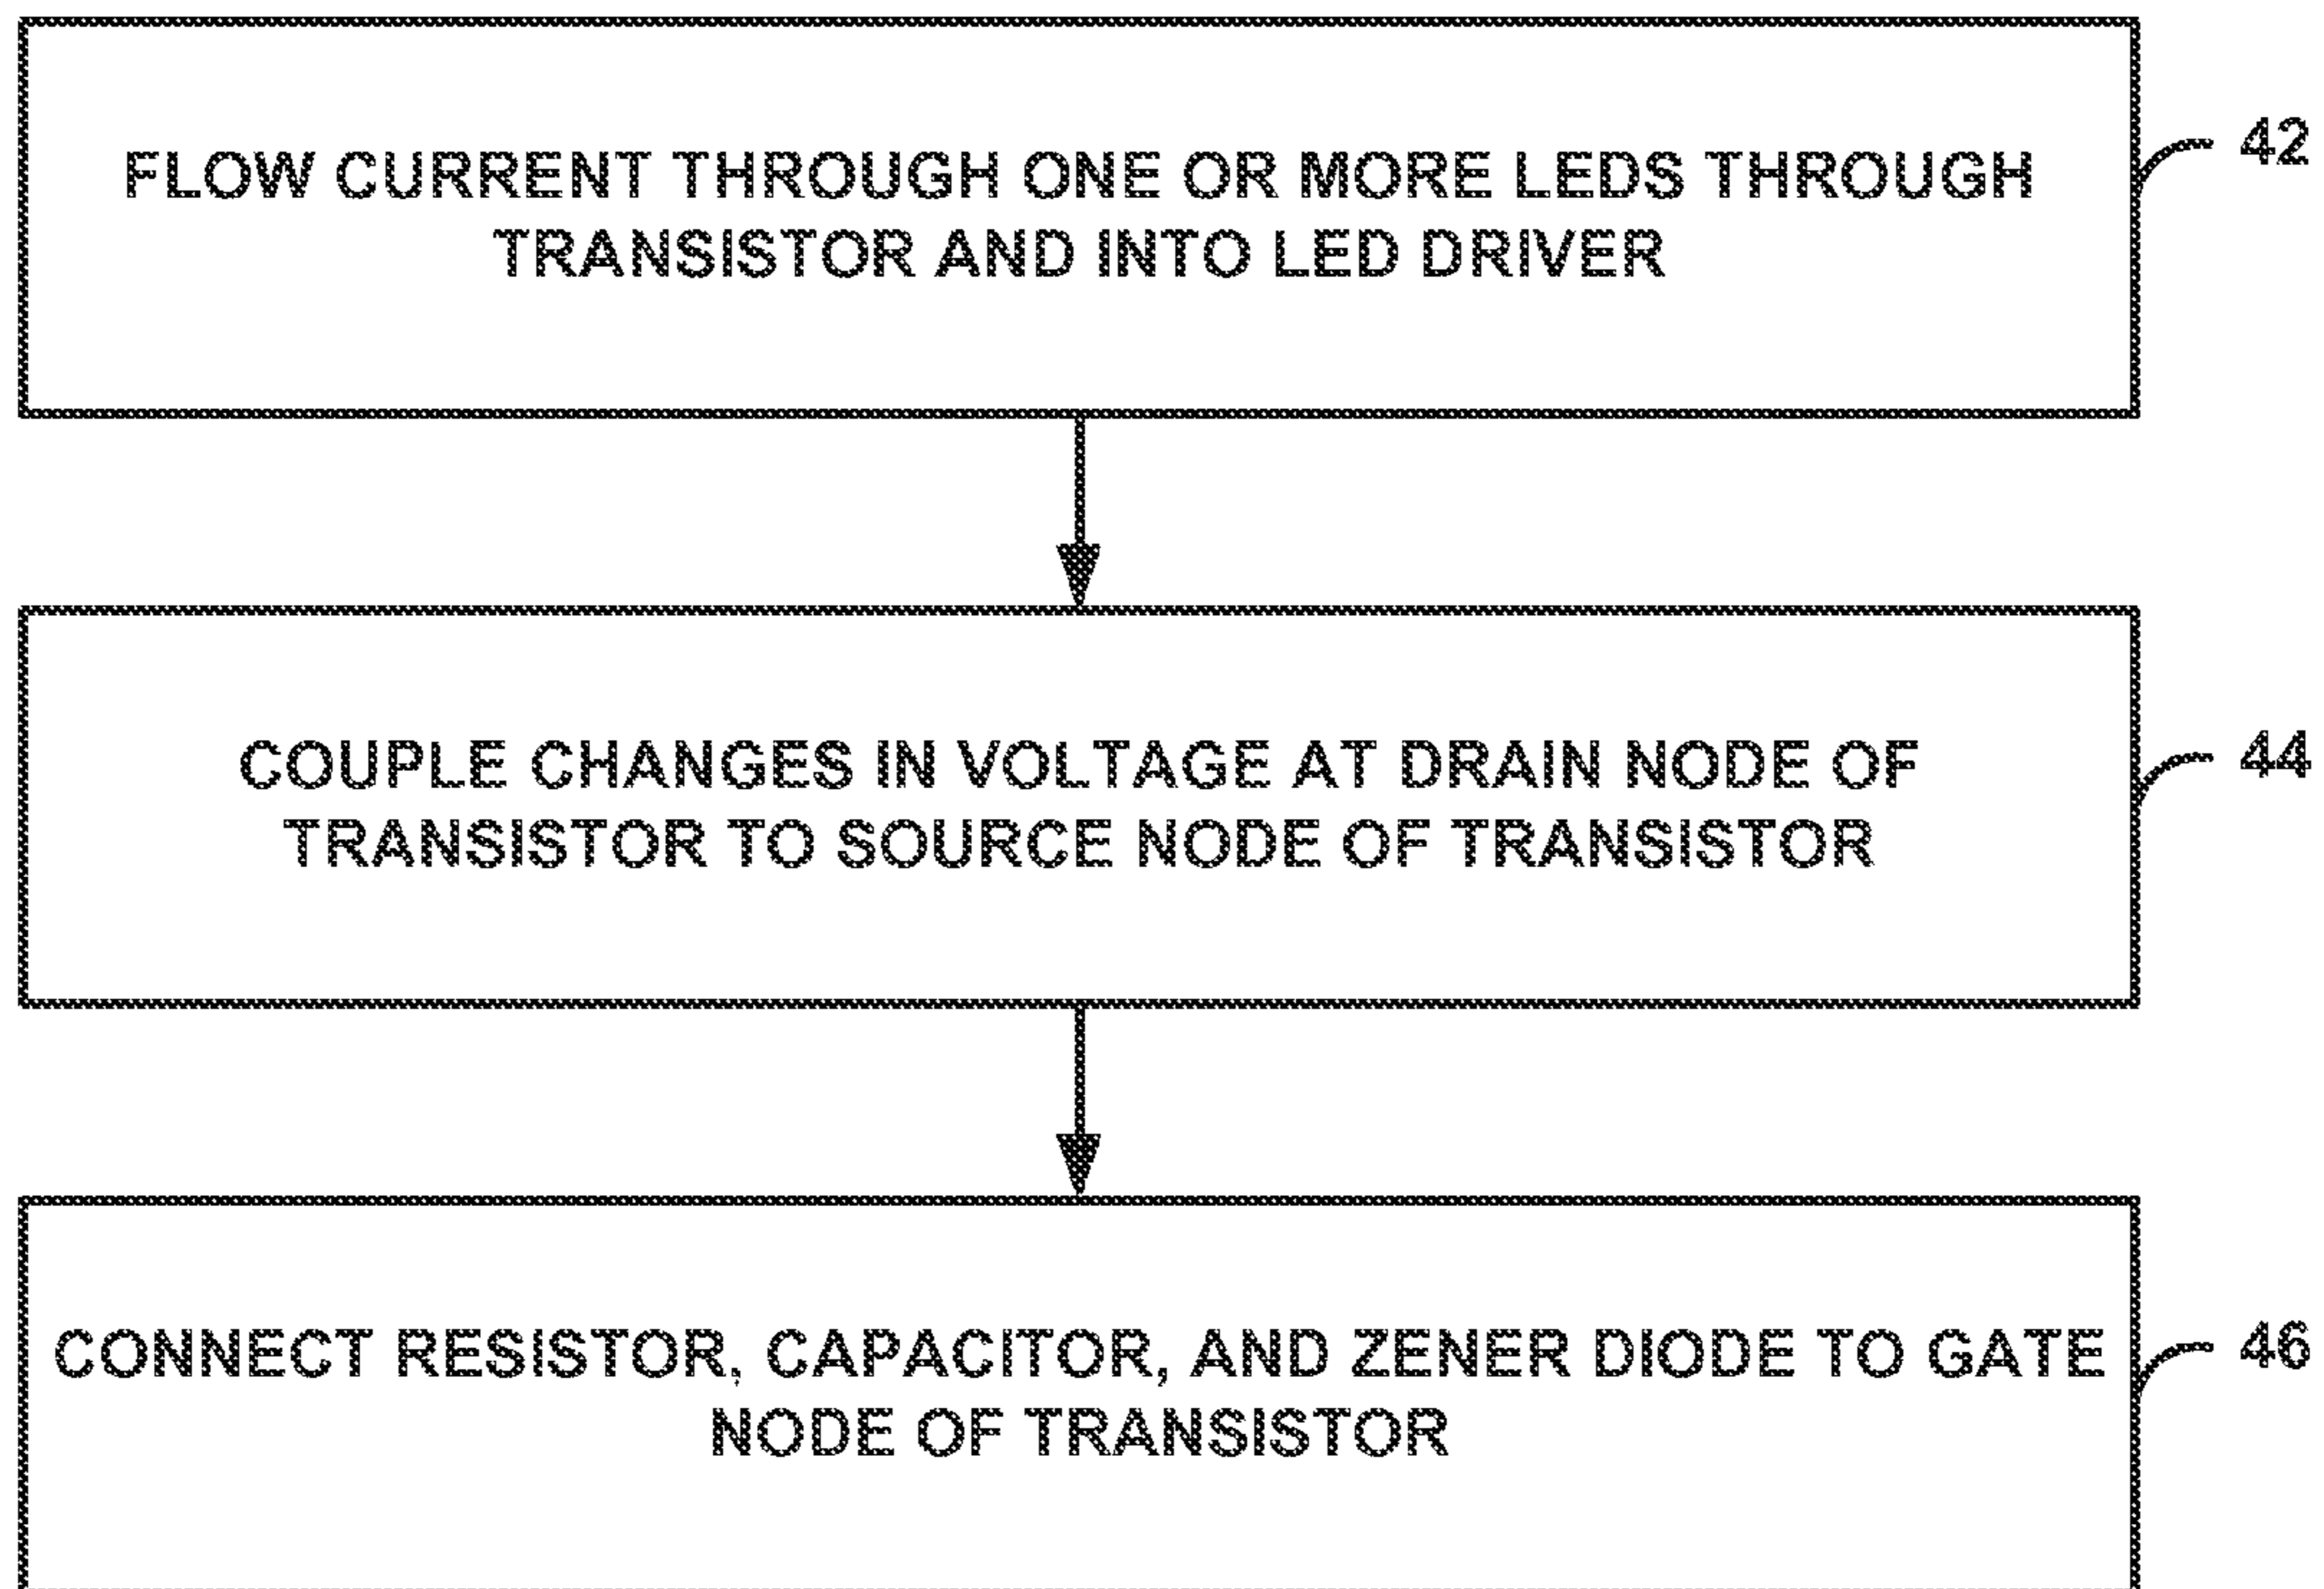 FLOW CURRENT THROUGH ONE OR MORE LEDS THROUGH
TRANSISTOR AND INTO LED DRIVER
42
COUPLE CHANGES IN VOLTAGE AT DRAIN NODE OF
TRANSISTOR TO SOURCE NODE OF TRANSISTOR
44
CONNECT RESISTOR, CAPACITOR, AND ZENER DIODE TO GATE
NODE OF TRANSISTOR
46